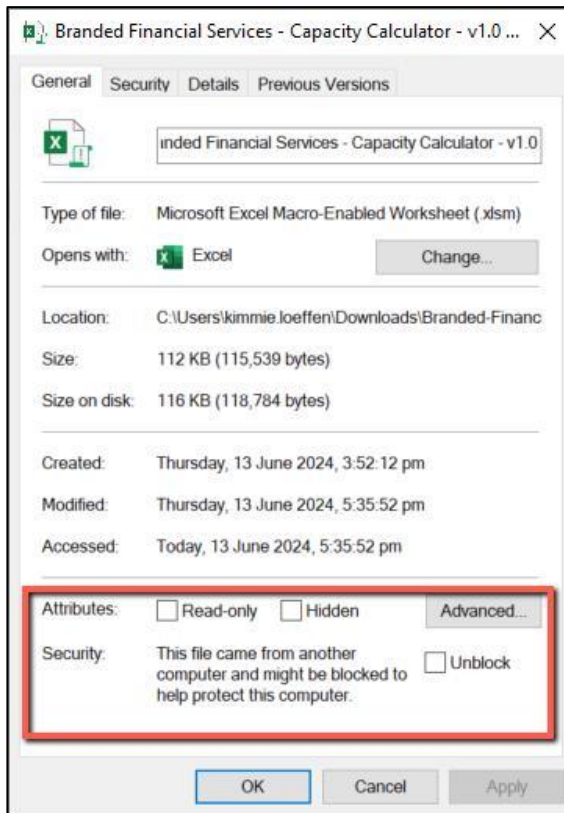 Branded Financial Services - Capacity Calculator - v1.0 ...
General Security Details Previous Versions
inded Financial Services - Capacity Calculator - v1.0
Type of file: Microsoft Excel Macro-Enabled Worksheet (.xlsm)
Opens with: Excel Change...
Location: C:\Users\kimmie.loeffen\Downloads\Branded-Financ
Size: 112 KB (115,539 bytes)
Size on disk: 116 KB (118,784 bytes)
Created: Thursday, 13 June 2024, 3:52:12 pm
Modified: Thursday, 13 June 2024, 5:35:52 pm
Accessed: Today, 13 June 2024, 5:35:52 pm
Attributes: Read-only Hidden Advanced...
Security: This file came from another
computer and might be blocked to Unblock
help protect this computer.
OK Cancel Apply